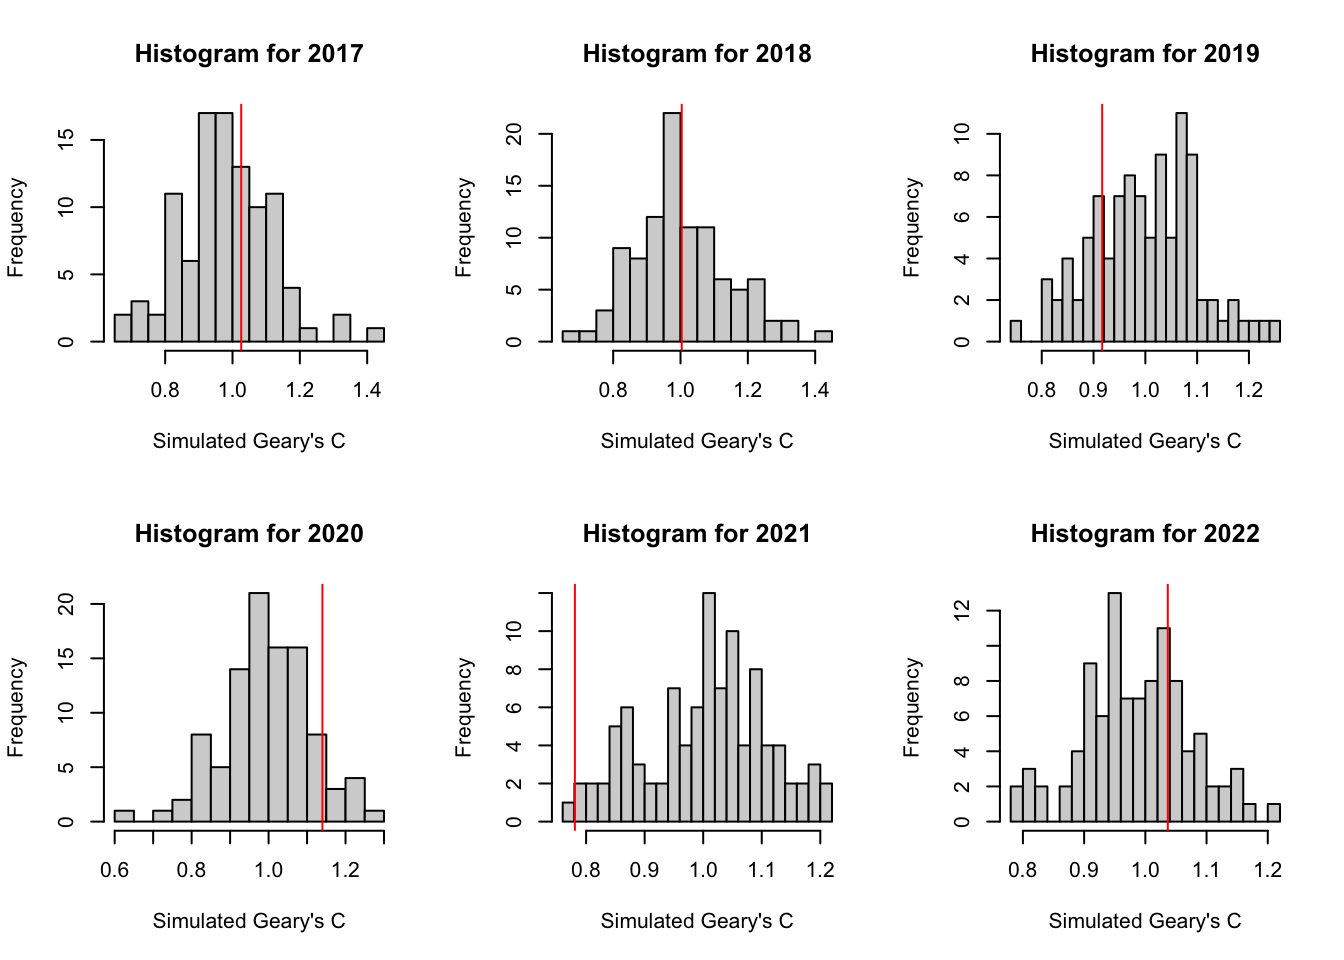 Histogram for 2017
Histogram for 2018
Histogram for 2019
Frequency
0
5
10
15
0.8 1.0 1.2 1.4
Simulated Geary's C
Frequency
0
5
10
15
20
0.8 1.0 1.2 1.4
Simulated Geary's C
Frequency
0
2
4
6
8
10
0.8 0.9 1.0 1.1 1.2
Simulated Geary's C
Histogram for 2020
Histogram for 2021
Histogram for 2022
Frequency
0
5
10
15
20
0.6 0.8 1.0 1.2
Simulated Geary's C
Frequency
0
2
4
6
8
10
0.8 0.9 1.0 1.1 1.2
Simulated Geary's C
Frequency
0
2
4
6
8
12
0.8 0.9 1.0 1.1 1.2
Simulated Geary's C